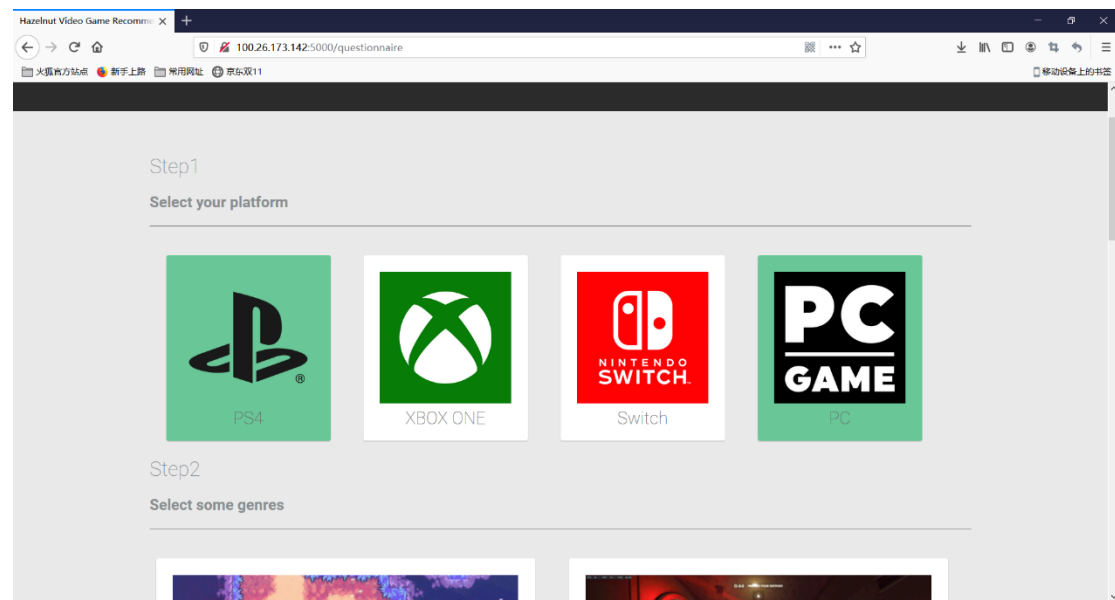 Hazelnut Video Game Recomme
100.26.173.142:5000/questionnaire
火狐官方站点 新手上路 常用网址 京东双11 移动设备上的书签
Step1
Select your platform
NINTENDO
SWITCH
PC
GAME
PS4 XBOX ONE Switch PC
Step2
Select some genres